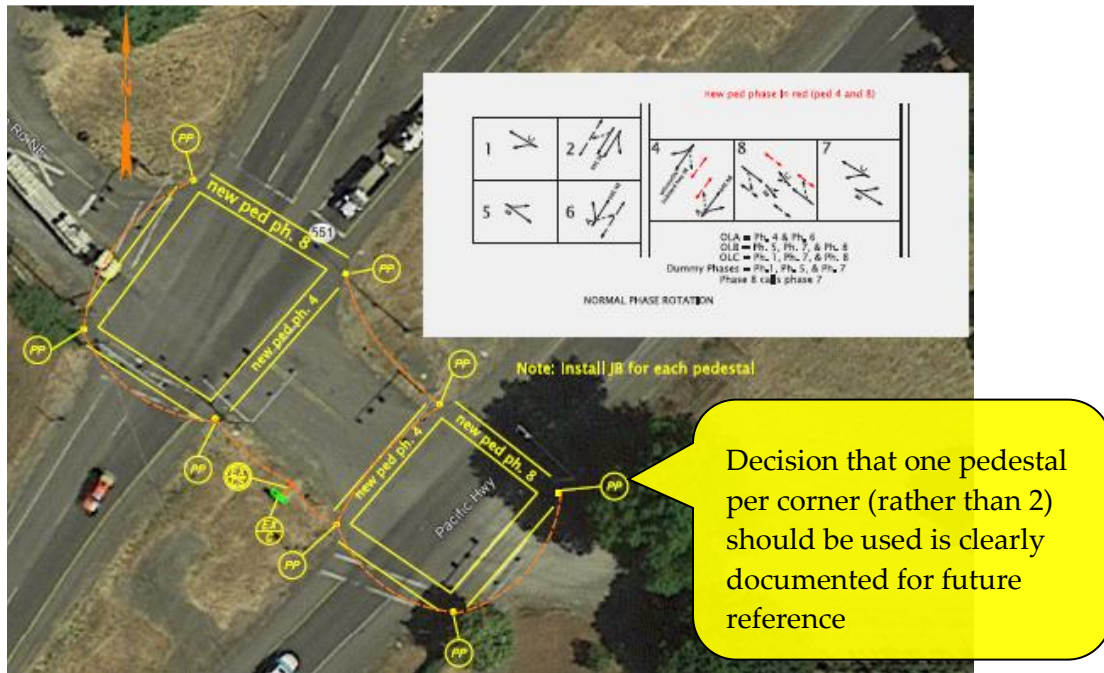 N
Rd NE
PP
new ped ph. 8
551
PP
new ped.ph. 4
PP
PP
new ped phase in red (ped 4 and 8)
1
2
4
8
7
5
6
OLA = Ph. 4 & Ph. 6
OLB = Ph. 5, Ph. 7, & Ph. 8
OLC = Ph. 1, Ph. 7, & Ph. 8
Dummy Phases = Ph.1, Ph. 5, & Ph. 7
Phase 8 calls phase 7
NORMAL PHASE ROTATION
Note: Install JB for each pedestal
PP
new ped ph. 4
new ped ph. 8
Pacific Hwy
PP
EX
C
PP
PP
Decision that one pedestal
per corner (rather than 2)
should be used is clearly
documented for future
reference